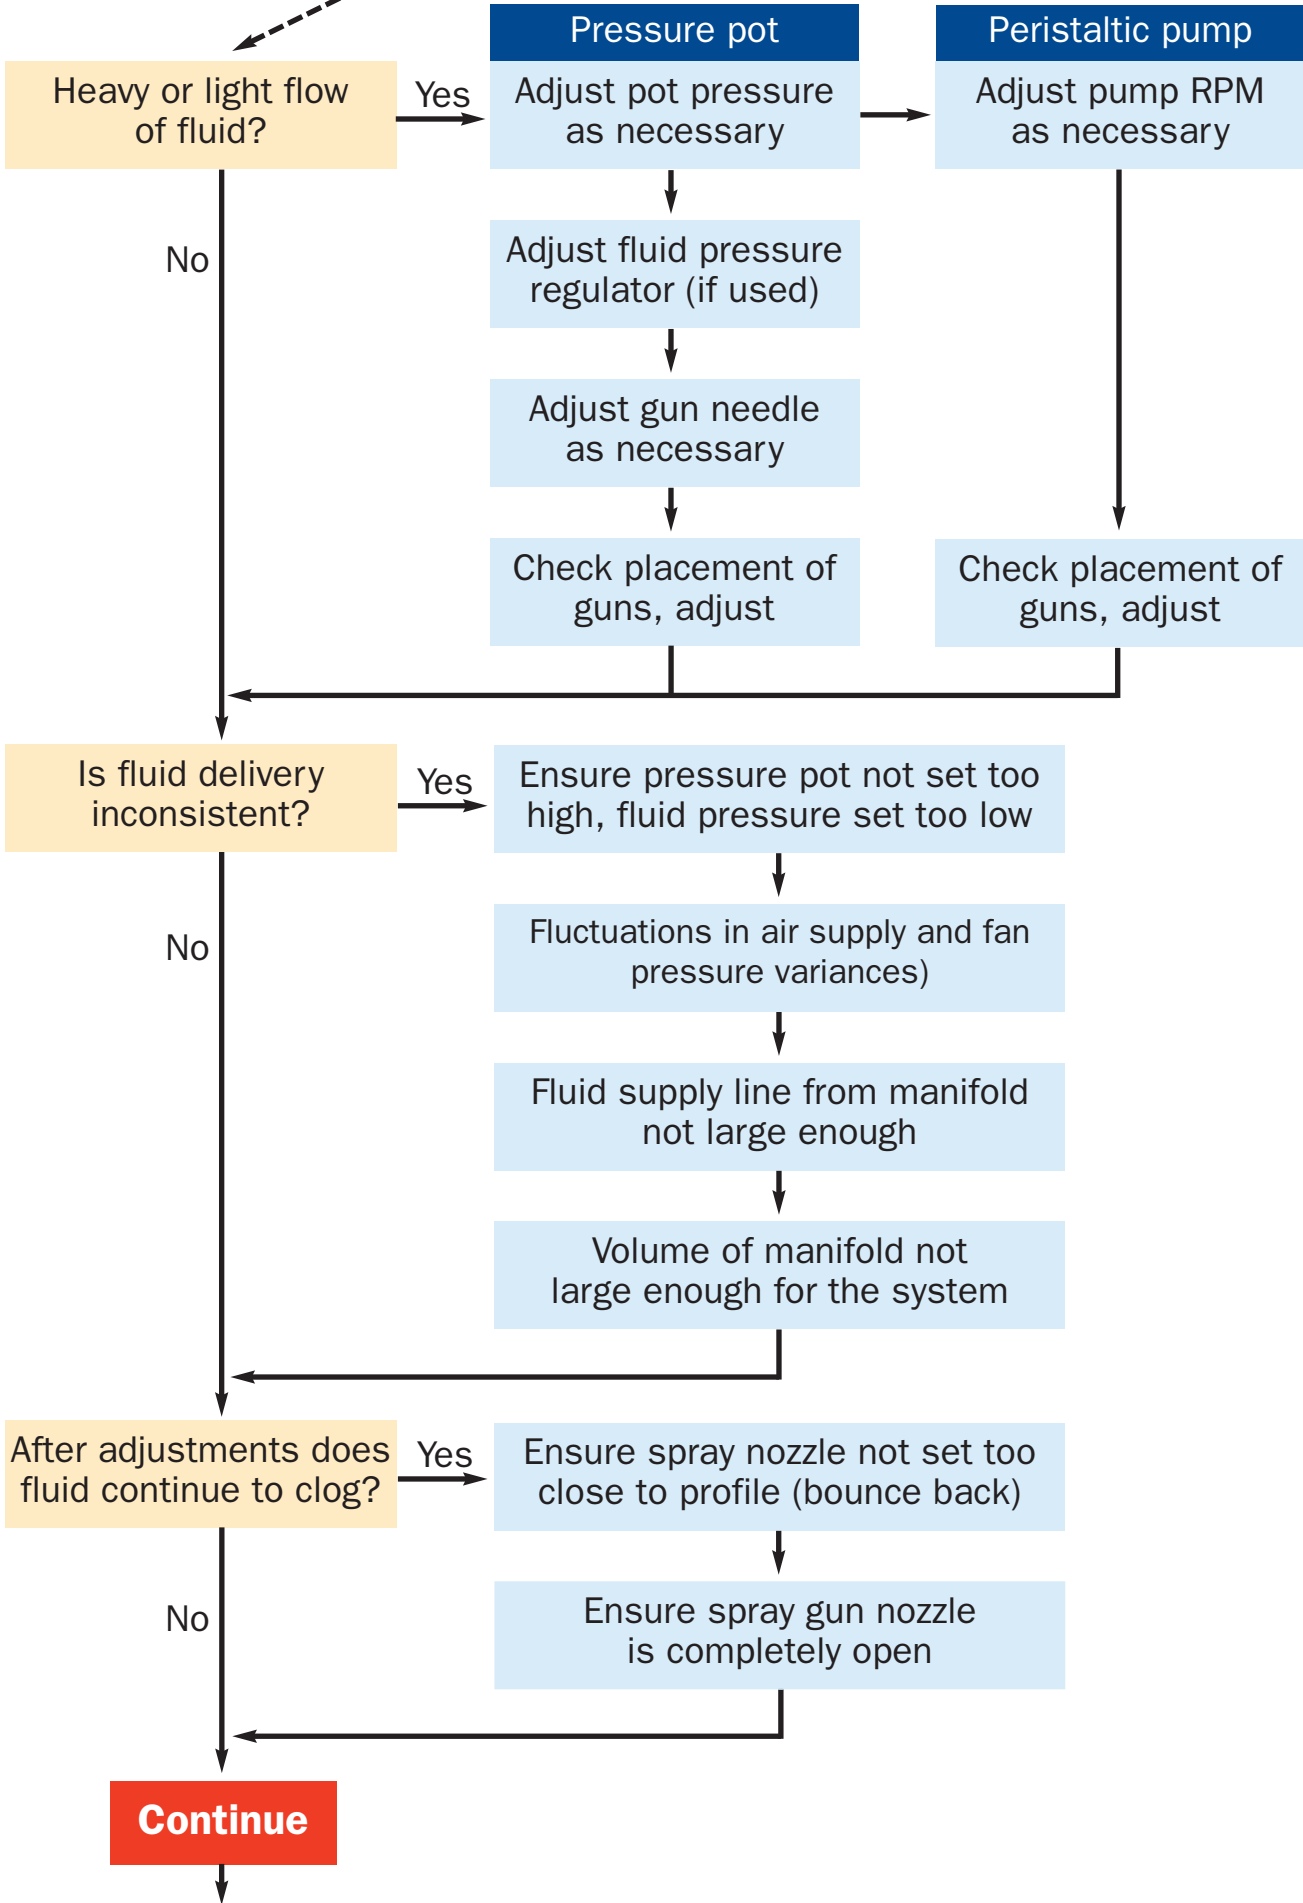 Pressure pot
Peristaltic pump
Heavy or light flow
of fluid?
Yes
Adjust pot pressure
as necessary
Adjust pump RPM
as necessary
No
Adjust fluid pressure
regulator (if used)
Adjust gun needle
as necessary
Check placement of
guns, adjust
Check placement of
guns, adjust
Is fluid delivery
inconsistent?
Yes
Ensure pressure pot not set too
high, fluid pressure set too low
No
Fluctuations in air supply and fan
pressure variances)
Fluid supply line from manifold
not large enough
Volume of manifold not
large enough for the system
After adjustments does
fluid continue to clog?
Yes
Ensure spray nozzle not set too
close to profile (bounce back)
No
Ensure spray gun nozzle
is completely open
Continue